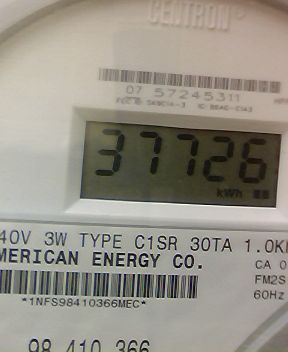 CENTRON®
07 57245311
37726
kWh
40V 3W TYPE C1SR 30TA 1.0K
MERICAN ENERGY CO.
CA 0
FM2S
60Hz
*1NFS98410366MEC*
98 410 366